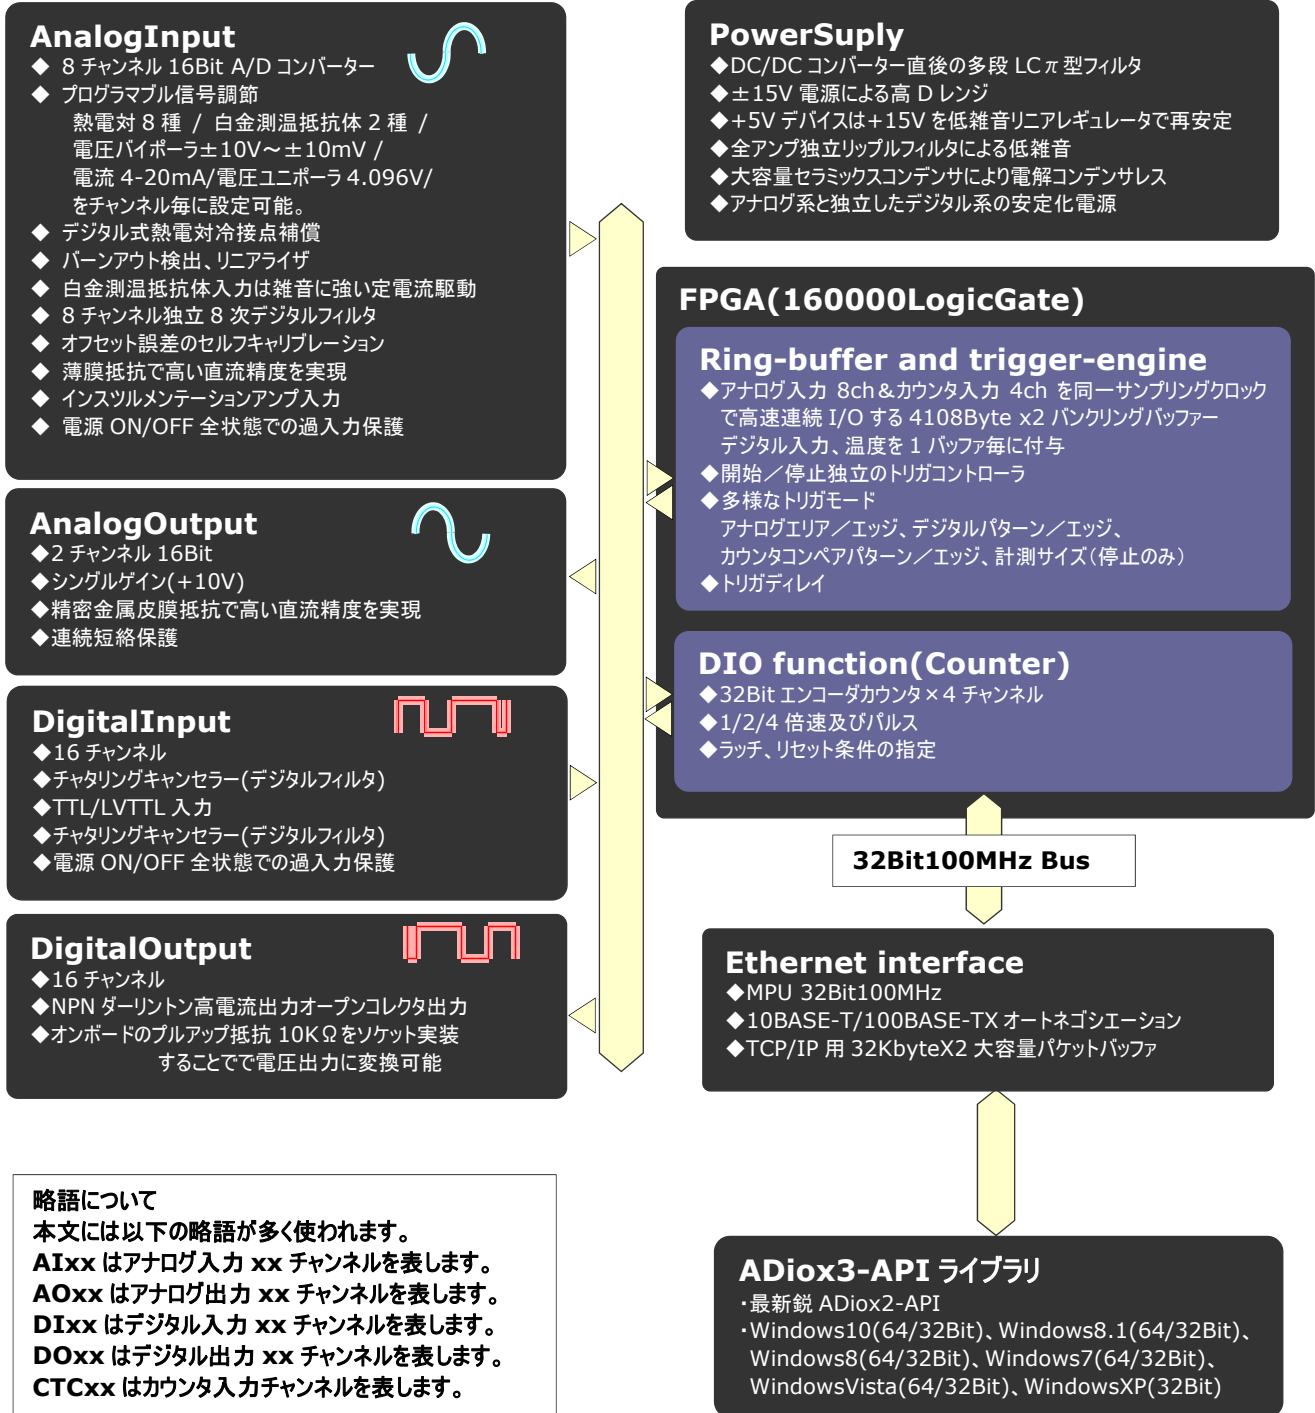 AnalogInput
◆ 8 チャンネル 16Bit A/D コンバーター
◆ プログラマブル信号調節
熱電対 8 種 / 白金測温抵抗体 2 種 /
電圧バイポーラ±10V～±10mV /
電流 4-20mA/電圧ユニポーラ 4.096V/
をチャンネル毎に設定可能。
◆ デジタル式熱電対冷接点補償
◆ バーンアウト検出、リニアライザ
◆ 白金測温抵抗体入力は雑音に強い定電流駆動
◆ 8 チャンネル独立 8 次デジタルフィルタ
◆ オフセット誤差のセルフキャリブレーション
◆ 薄膜抵抗で高い直流精度を実現
◆ インスツルメンテーションアンプ入力
◆ 電源 ON/OFF 全状態での過入力保護
AnalogOutput
◆2 チャンネル 16Bit
◆シングルゲイン(+10V)
◆精密金属皮膜抵抗で高い直流精度を実現
◆連続短絡保護
DigitalInput
◆16 チャンネル
◆チャタリングキャンセラー(デジタルフィルタ)
◆TTL/LVTTL 入力
◆チャタリングキャンセラー(デジタルフィルタ)
◆電源 ON/OFF 全状態での過入力保護
DigitalOutput
◆16 チャンネル
◆NPN ダーリントン高電流出力オープンコレクタ出力
◆オンボードのプルアップ抵抗 10KΩをソケット実装
することでで電圧出力に変換可能
PowerSuply
◆DC/DC コンバーター直後の多段 LCπ型フィルタ
◆±15V 電源による高 D レンジ
◆+5V デバイスは+15V を低雑音リニアレギュレータで再安定
◆全アンプ独立リップルフィルタによる低雑音
◆大容量セラミックスコンデンサにより電解コンデンサレス
◆アナログ系と独立したデジタル系の安定化電源
FPGA(160000LogicGate)
Ring-buffer and trigger-engine
◆アナログ入力 8ch＆カウンタ入力 4ch を同一サンプリングクロック
で高速連続 I/O する 4108Byte x2 バンクリングバッファー
デジタル入力、温度を 1 バッファ毎に付与
◆開始／停止独立のトリガコントローラ
◆多様なトリガモード
アナログエリア／エッジ、デジタルパターン／エッジ、
カウンタコンペアパターン／エッジ、計測サイズ（停止のみ）
◆トリガディレイ
DIO function(Counter)
◆32Bit エンコーダカウンタ×4 チャンネル
◆1/2/4 倍速及びパルス
◆ラッチ、リセット条件の指定
32Bit100MHz Bus
Ethernet interface
◆MPU 32Bit100MHz
◆10BASE-T/100BASE-TX オートネゴシエーション
◆TCP/IP 用 32KbyteX2 大容量パケットバッファ
ADiox3-API ライブラリ
・最新鋭 ADiox2-API
・Windows10(64/32Bit)、Windows8.1(64/32Bit)、
Windows8(64/32Bit)、Windows7(64/32Bit)、
WindowsVista(64/32Bit)、WindowsXP(32Bit)
略語について
本文には以下の略語が多く使われます。
AIxx はアナログ入力 xx チャンネルを表します。
AOxx はアナログ出力 xx チャンネルを表します。
DIxx はデジタル入力 xx チャンネルを表します。
DOxx はデジタル出力 xx チャンネルを表します。
CTCxx はカウンタ入力チャンネルを表します。